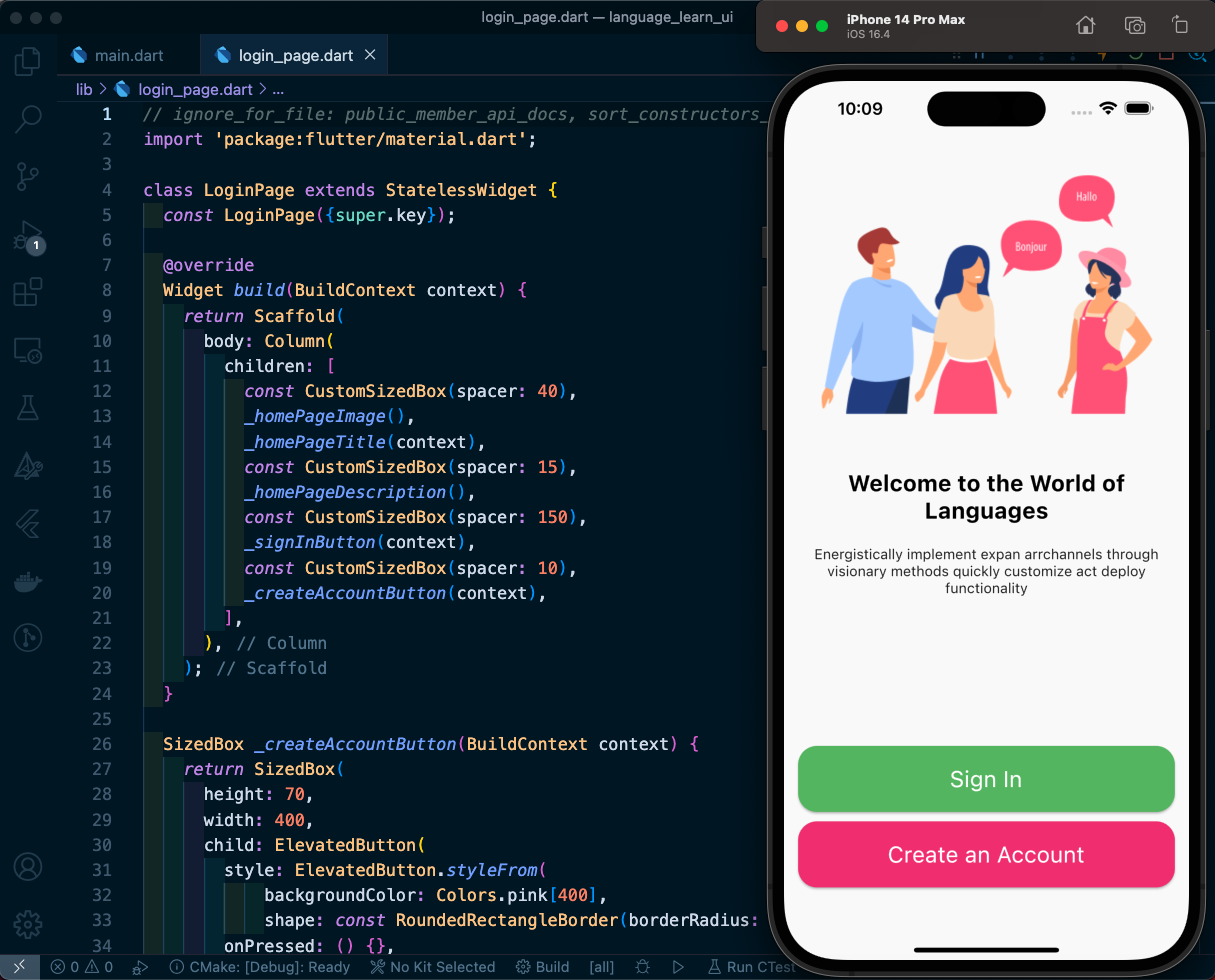 login_page.dart — language_learn_ui
main.dart
login_page.dart
lib > login_page.dart > ...
1 // ignore_for_file: public_member_api_docs, sort_constructors_
2 import 'package:flutter/material.dart';
3
4 class LoginPage extends StatelessWidget {
5 const LoginPage({super.key});
6
7 @override
8 Widget build(BuildContext context) {
9 return Scaffold(
10 body: Column(
11 children: [
12 const CustomSizedBox(spacer: 40),
13 _homePageImage(),
14 _homePageTitle(context),
15 const CustomSizedBox(spacer: 15),
16 _homePageDescription(),
17 const CustomSizedBox(spacer: 150),
18 _signInButton(context),
19 const CustomSizedBox(spacer: 10),
20 _createAccountButton(context),
21 ],
22 ), // Column
23 ); // Scaffold
24 }
25
26 SizedBox _createAccountButton(BuildContext context) {
27 return SizedBox(
28 height: 70,
29 width: 400,
30 child: ElevatedButton(
31 style: ElevatedButton.styleFrom(
32 backgroundColor: Colors.pink[400],
33 shape: const RoundedRectangleBorder(borderRadius:
34 onPressed: () {},
1
0 0 CMake: [Debug]: Ready No Kit Selected Build [all] Run CTest
iPhone 14 Pro Max
iOS 16.4
10:09
Hallo
Bonjour
Welcome to the World of
Languages
Energistically implement expan arrchannels through
visionary methods quickly customize act deploy
functionality
Sign In
Create an Account